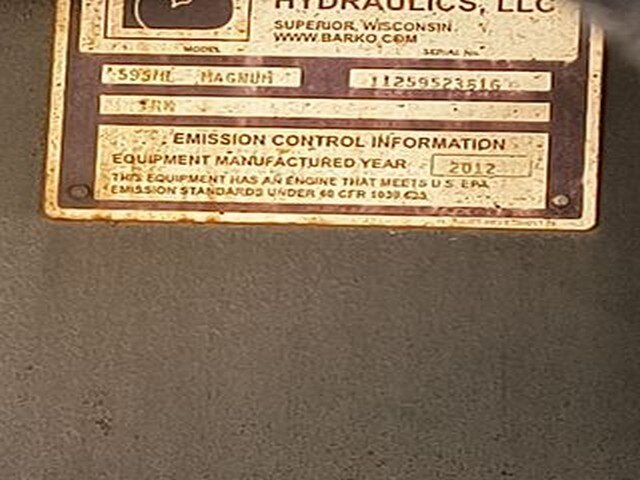 HYDRAULICS, LLC
SUPERIOR, WISCONSIN
WWW.BARKO.COM
MODEL SERIAL No.
595ML MAGNUM
EMISSION CONTROL INFORMATION
EQUIPMENT MANUFACTURED YEAR 2012
THIS EQUIPMENT HAS AN ENGINE THAT MEETS U.S. EPA
EMISSION STANDARDS UNDER 40 CFR 1039.625